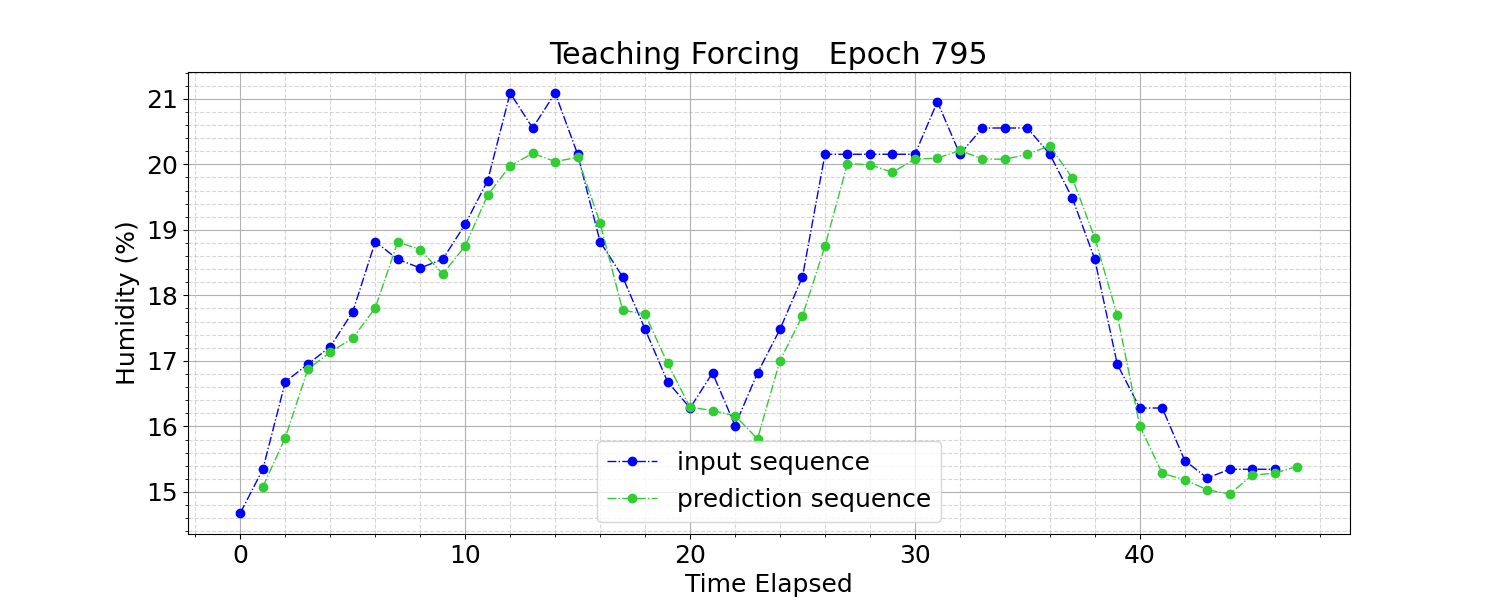 Teaching Forcing   Epoch 795
21
20
19
18
17
16
15
Humidity (%)
input sequence
prediction sequence
0 10 20 30 40
Time Elapsed